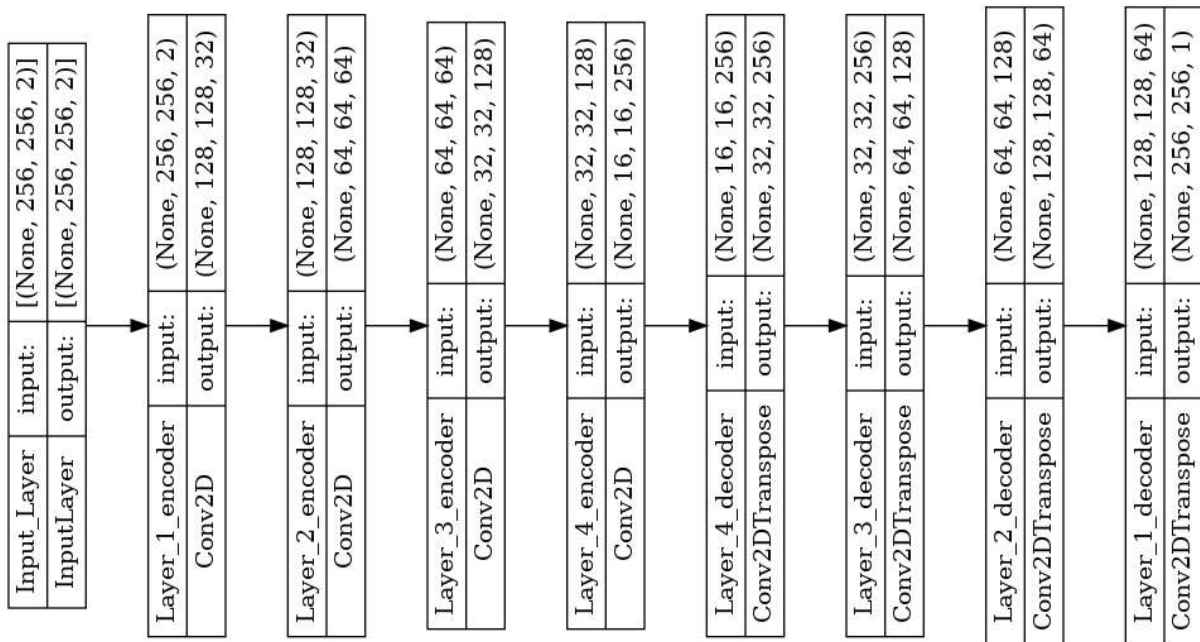 Input_Layer input: [(None, 256, 256, 2)]
InputLayer output: [(None, 256, 256, 2)]
Layer_1_encoder input: (None, 256, 256, 2)
Conv2D output: (None, 128, 128, 32)
Layer_2_encoder input: (None, 128, 128, 32)
Conv2D output: (None, 64, 64, 64)
Layer_3_encoder input: (None, 64, 64, 64)
Conv2D output: (None, 32, 32, 128)
Layer_4_encoder input: (None, 32, 32, 128)
Conv2D output: (None, 16, 16, 256)
Layer_4_decoder input: (None, 16, 16, 256)
Conv2DTranspose output: (None, 32, 32, 256)
Layer_3_decoder input: (None, 32, 32, 256)
Conv2DTranspose output: (None, 64, 64, 128)
Layer_2_decoder input: (None, 64, 64, 128)
Conv2DTranspose output: (None, 128, 128, 64)
Layer_1_decoder input: (None, 128, 128, 64)
Conv2DTranspose output: (None, 256, 256, 1)